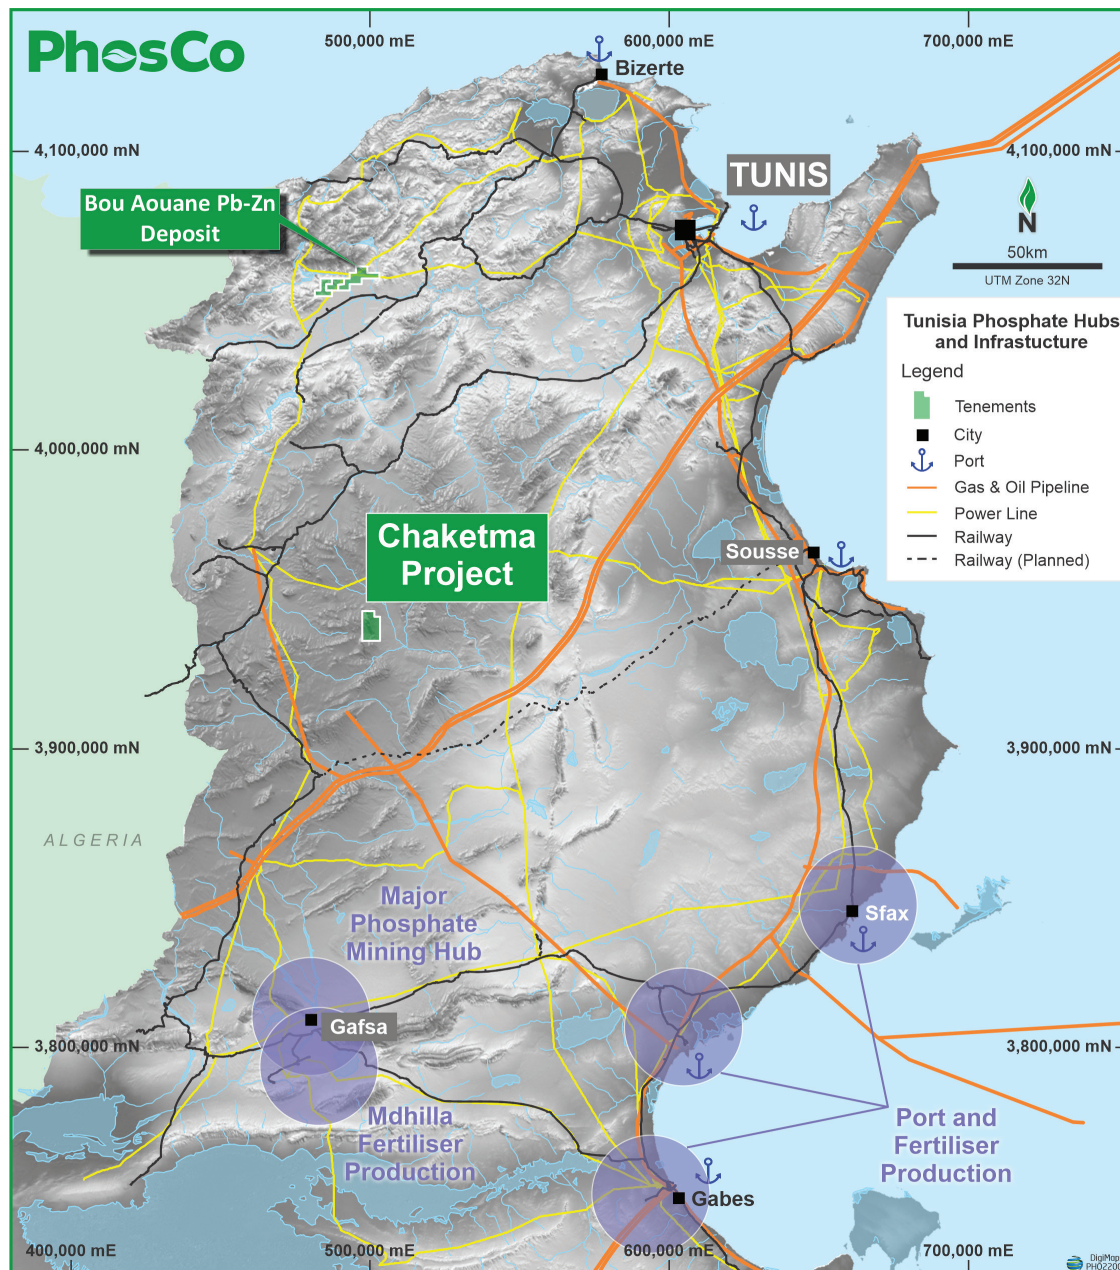 PhosCo
500,000 mE
600,000 mE
700,000 mE
Bizerte
4,100,000 mN
4,100,000 mN
TUNIS
Bou Aouane Pb-Zn
Deposit
N
50km
UTM Zone 32N
Tunisia Phosphate Hubs
and Infrastucture
Legend
Tenements
City
Port
Gas & Oil Pipeline
Power Line
Railway
Railway (Planned)
4,000,000 mN
Chaketma
Project
Sousse
3,900,000 mN
3,900,000 mN
ALGERIA
Major
Phosphate
Mining Hub
Sfax
Gafsa
3,800,000 mN
3,800,000 mN
Mdhilla
Fertiliser
Production
Port and
Fertiliser
Production
Gabes
400,000 mE
500,000 mE
600,000 mE
700,000 mE
DigiMap